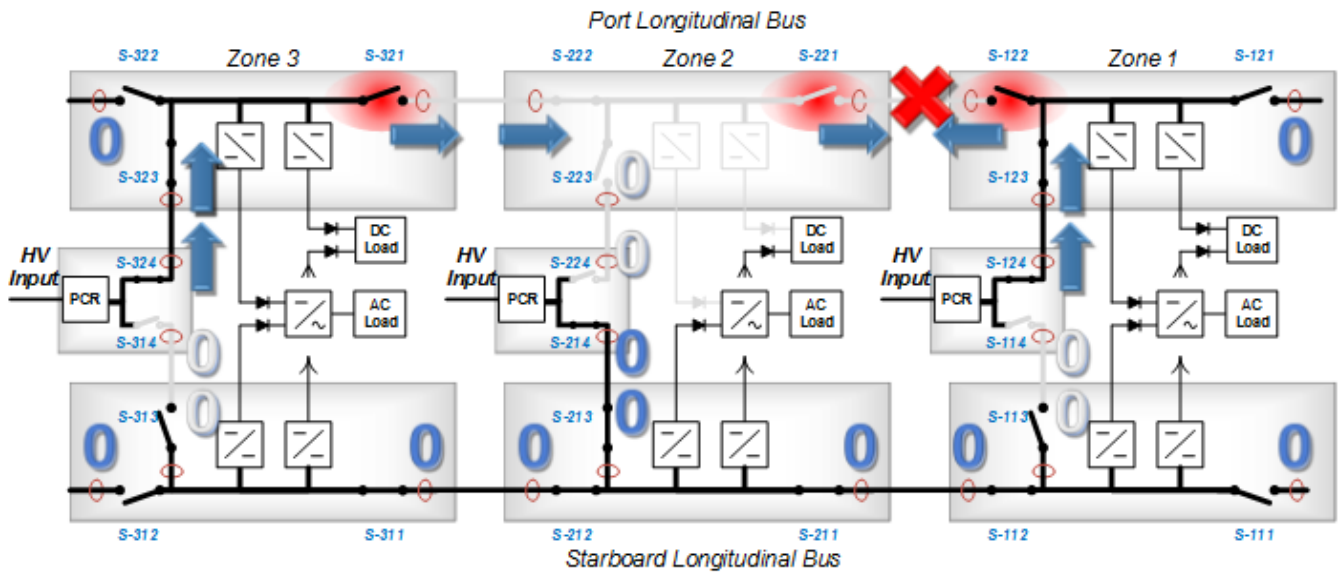 Port Longitudinal Bus
S-322 Zone 3 S-321 S-222 Zone 2 S-221 S-122 Zone 1 S-121
0 0
S-323 S-223 0 S-123
HV Input S-324 DC Load HV Input S-224 0 DC Load HV Input S-124 DC Load
PCR AC Load PCR AC Load PCR AC Load
S-314 0 S-214 0 S-114 0
S-313 0 S-213 0 S-113 0
0 0 0 0
S-312 S-311 S-212 S-211 S-112 S-111
Starboard Longitudinal Bus